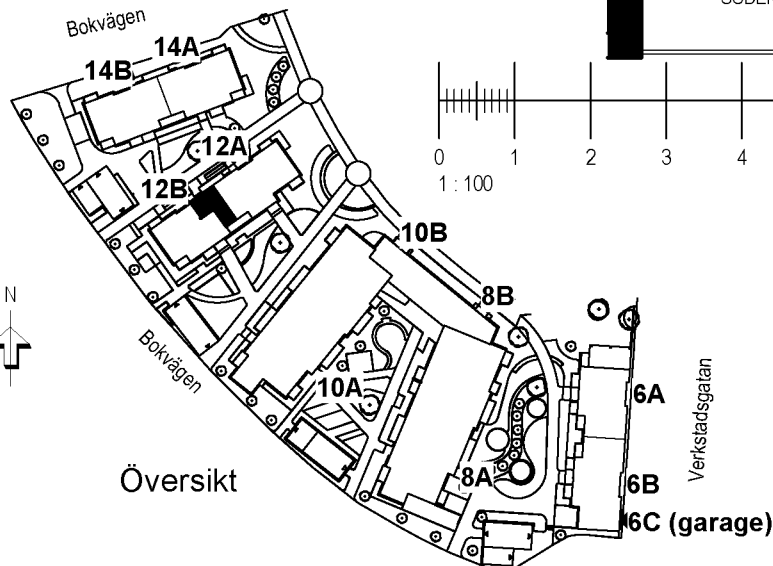 Bokvägen
14A
14B
12A
12B
0 1 2 3 4
1 : 100
10B
8B
N
Bokvägen
10A
6A
Verkstadsgatan
Översikt
8A
6B
6C (garage)